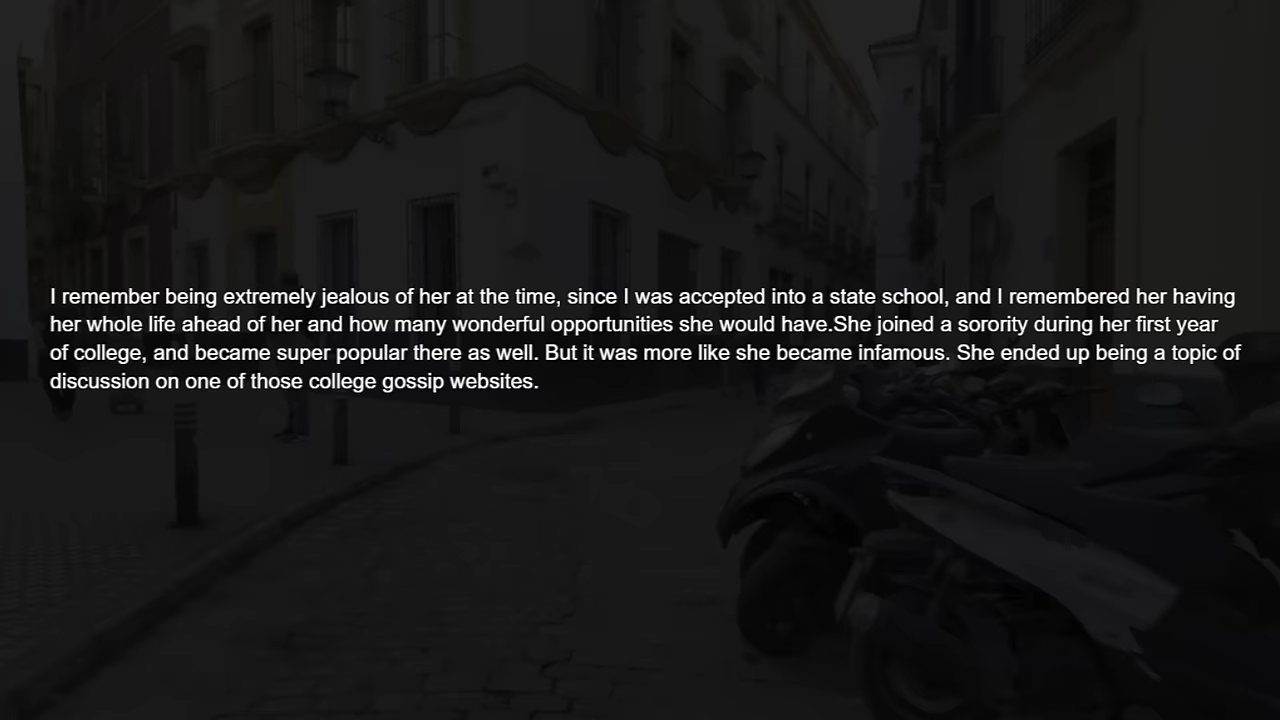 I remember being extremely jealous of her at the time, since I was accepted into a state school, and I remembered her having
her whole life ahead of her and how many wonderful opportunities she would have.She joined a sorority during her first year
of college, and became super popular there as well. But it was more like she became infamous. She ended up being a topic of
discussion on one of those college gossip websites.